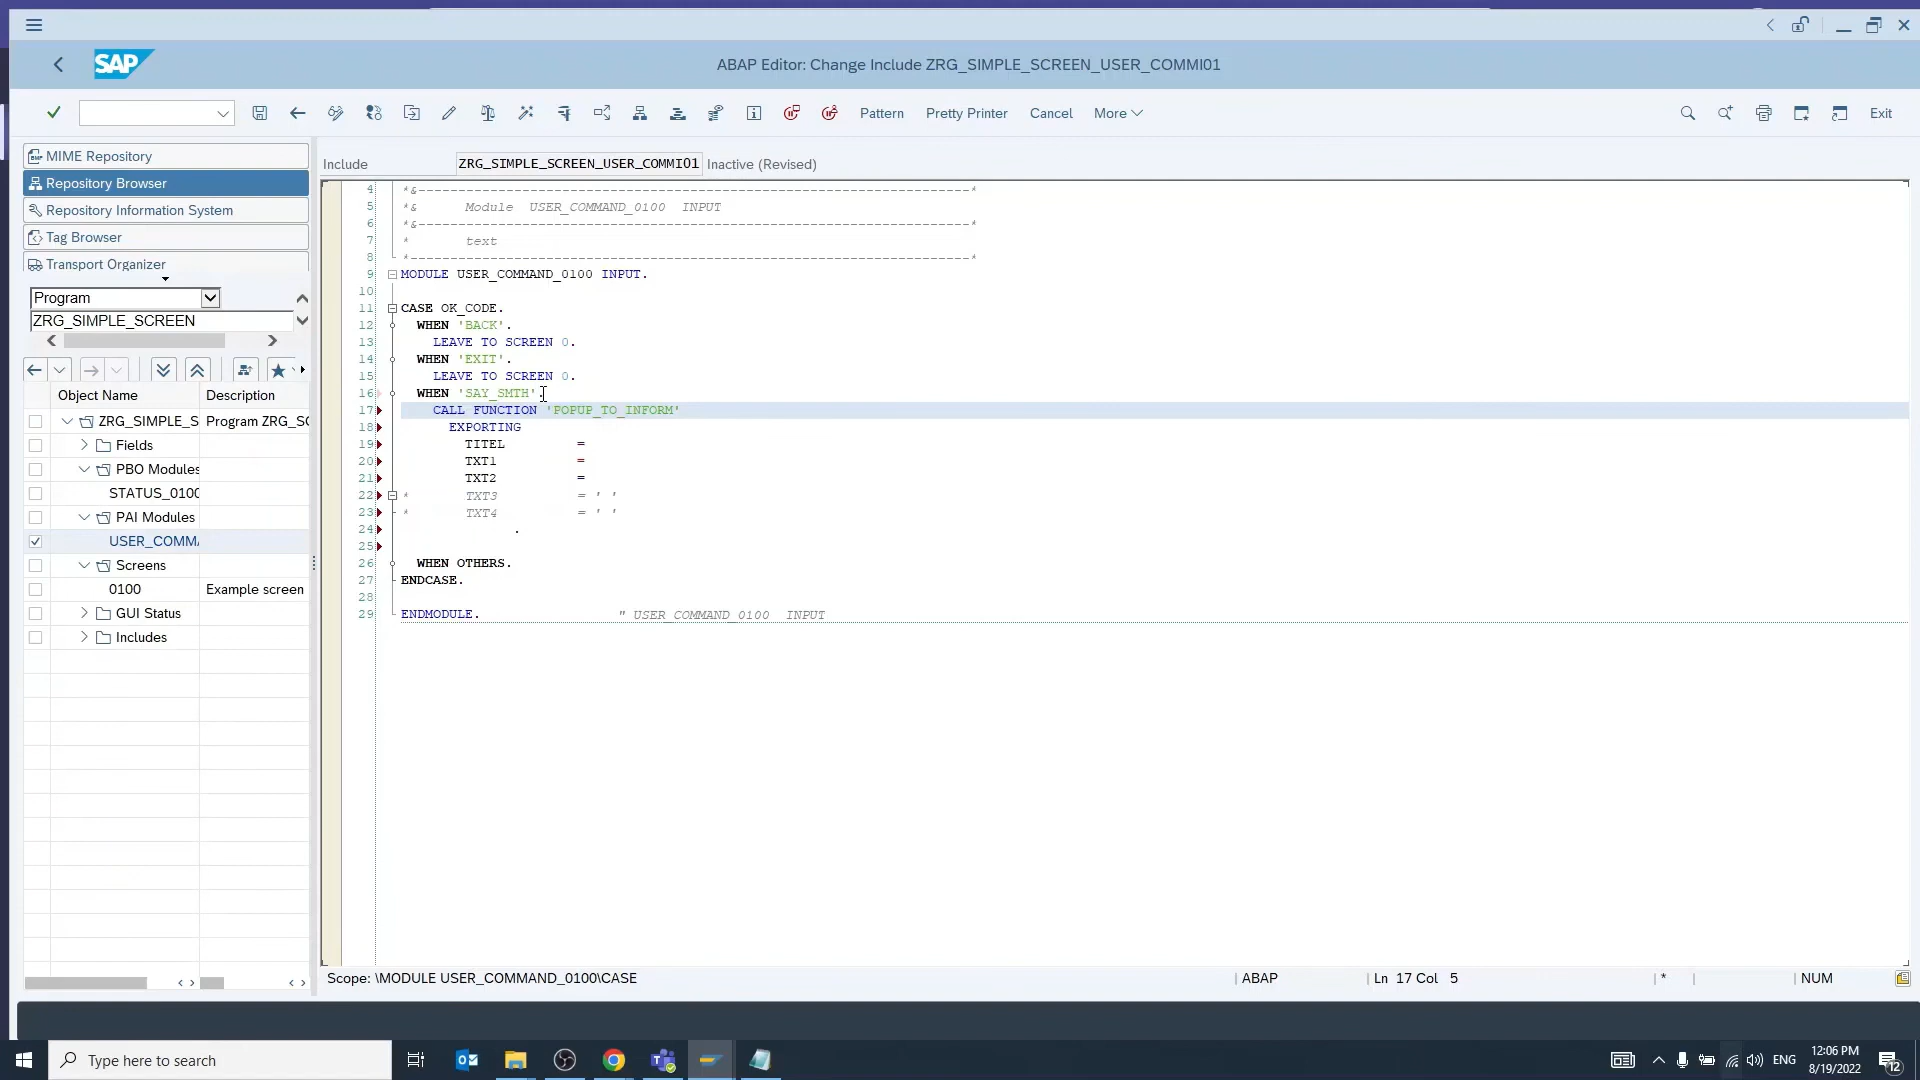 SAP
ABAP Editor: Change Include ZRG_SIMPLE_SCREEN_USER_COMMI01
Pattern
Pretty Printer
Cancel
More
Exit
MIME Repository
Repository Browser
Repository Information System
Tag Browser
Transport Organizer
Program
ZRG_SIMPLE_SCREEN
Object Name Description
ZRG_SIMPLE_S Program ZRG_SC
Fields
PBO Modules
STATUS_0100
PAI Modules
USER_COMMA
Screens
0100 Example screen
GUI Status
Includes
Include ZRG_SIMPLE_SCREEN_USER_COMMI01 Inactive (Revised)
4 *&---------------------------------------------------------------------*
5 *& Module USER_COMMAND_0100 INPUT
6 *&---------------------------------------------------------------------*
7 * text
8 *----------------------------------------------------------------------*
9 MODULE USER_COMMAND_0100 INPUT.
10
11 CASE OK_CODE.
12 WHEN 'BACK'.
13 LEAVE TO SCREEN 0.
14 WHEN 'EXIT'.
15 LEAVE TO SCREEN 0.
16 WHEN 'SAY_SMTH'.
17 CALL FUNCTION 'POPUP_TO_INFORM'
18 EXPORTING
19 TITEL =
20 TXT1 =
21 TXT2 =
22 * TXT3 = ' '
23 * TXT4 = ' '
24 .
25
26 WHEN OTHERS.
27 ENDCASE.
28
29 ENDMODULE. " USER_COMMAND_0100 INPUT
Scope: \MODULE USER_COMMAND_0100\CASE
ABAP
Ln 17 Col 5
*
NUM
Type here to search
ENG
12:06 PM
8/19/2022
12